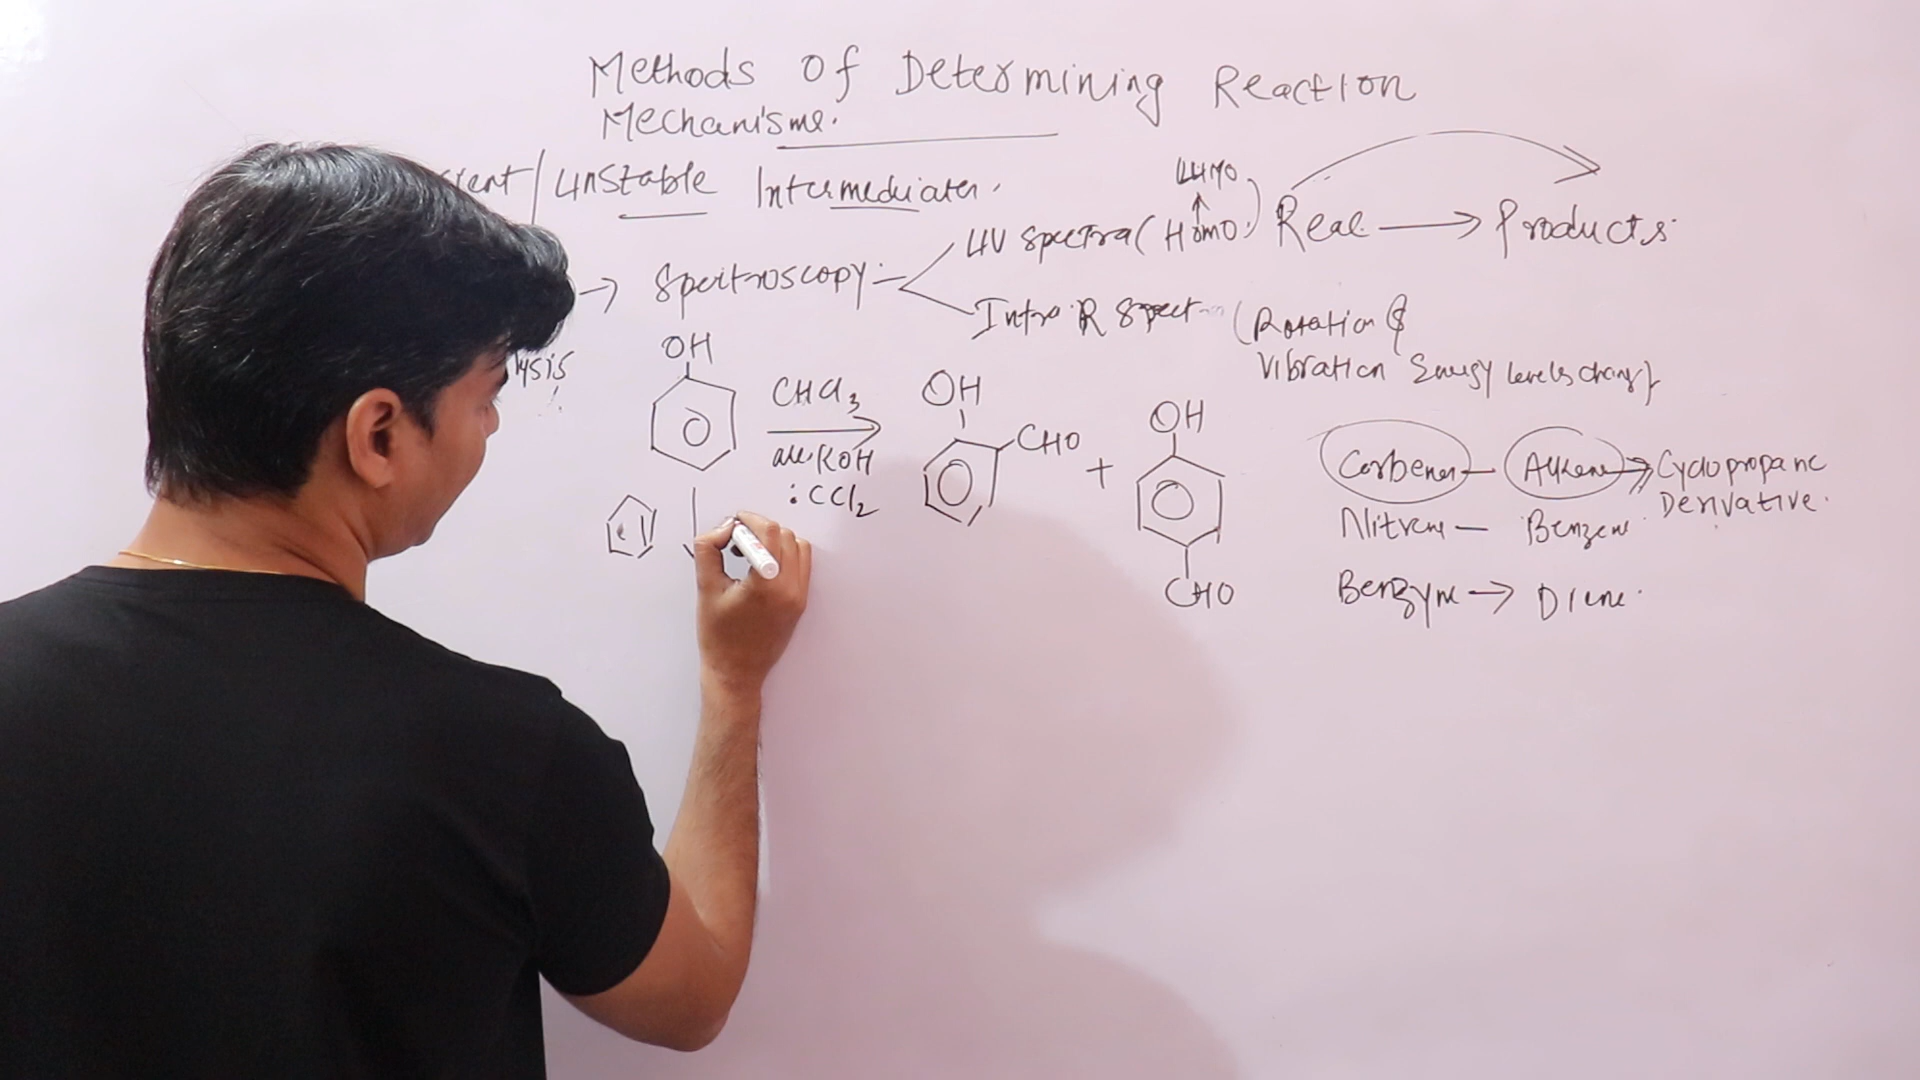 Methods Of Determining Reaction
Mechanisms.
/ Unstable Intermediates.
LUMO
↑
→ Spectroscopy:- UV Spectra ( HOMO.) Reac ⟶ Products.
Infra R Spect ( Rotation &
Vibration Energy levels change }
OH
CHCl3
alc. KOH
:CCl2
OH
CHO
+
OH
CHO
Carbenes — Alkene → Cyclopropane
Derivative.
Nitrene — Benzene.
Benzyne → Diene.